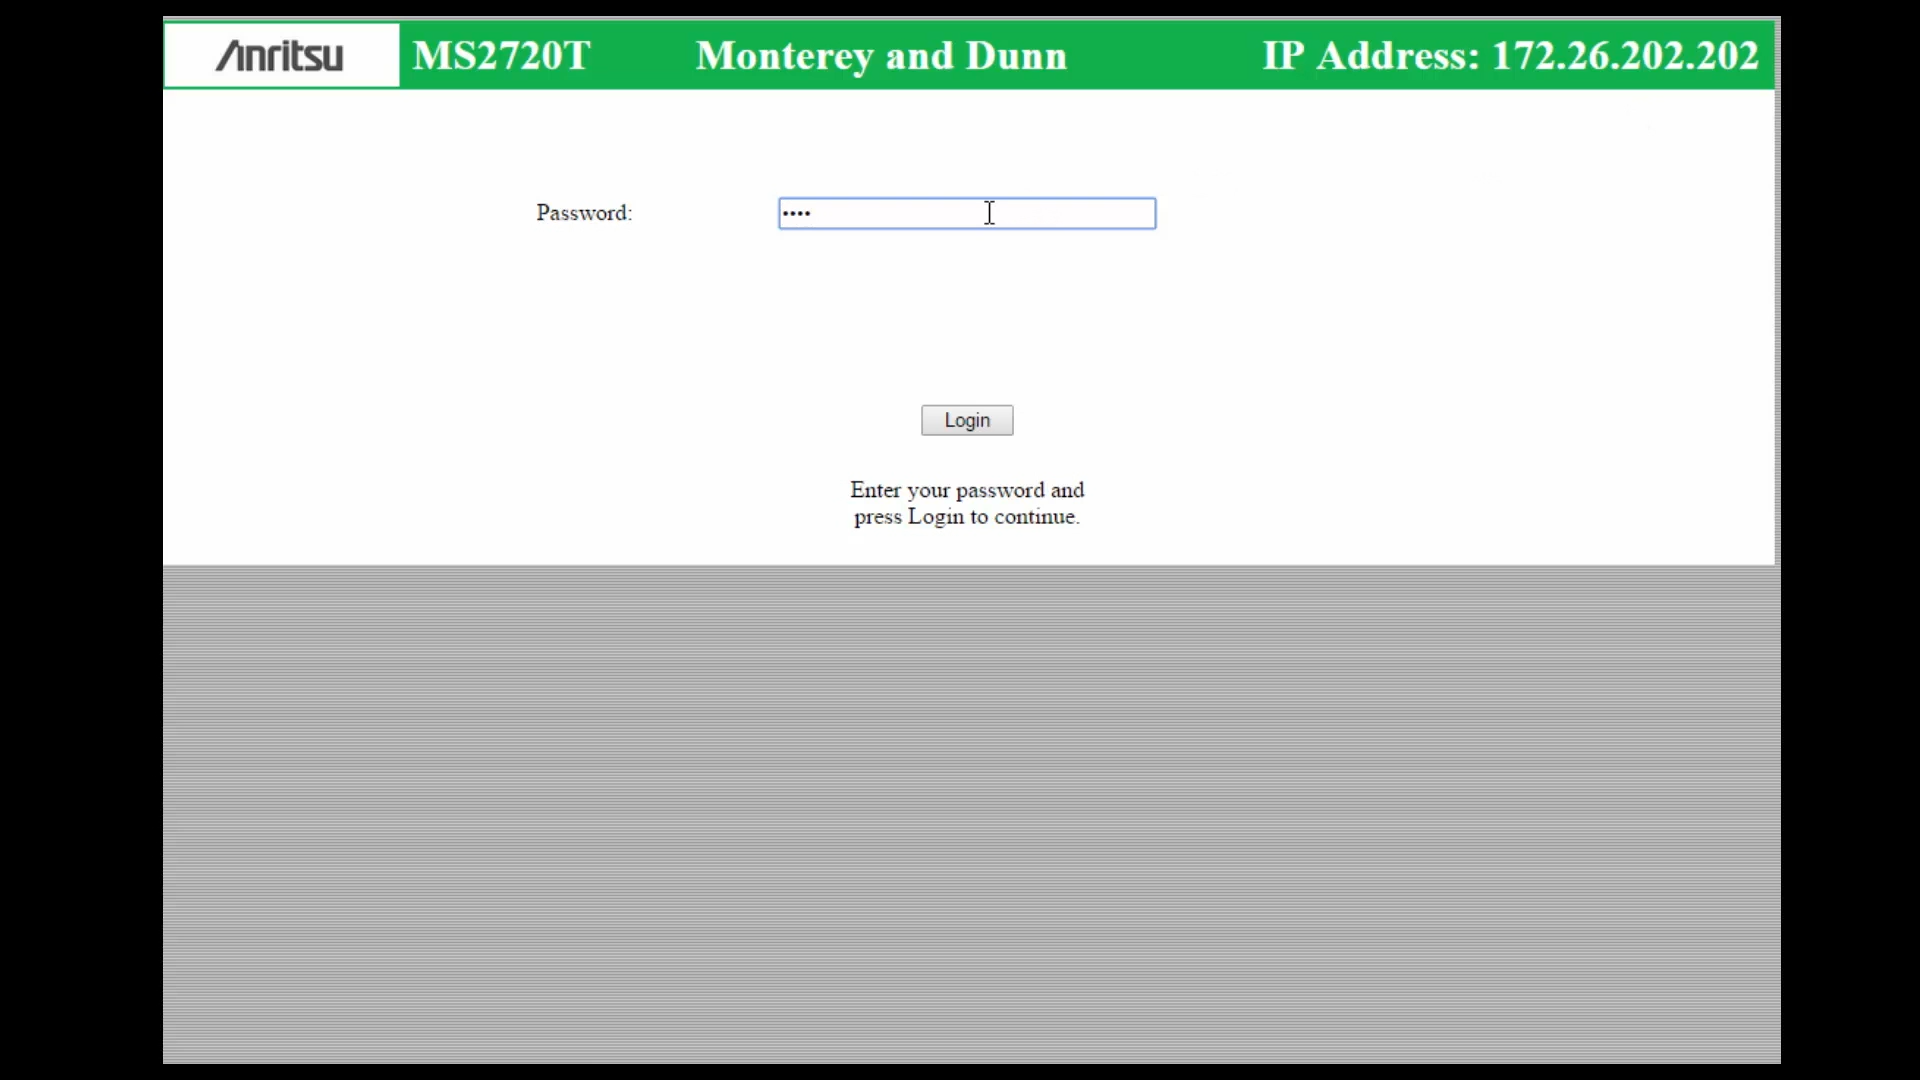 Anritsu MS2720T Monterey and Dunn IP Address: 172.26.202.202
Password: ••••
Login
Enter your password and
press Login to continue.